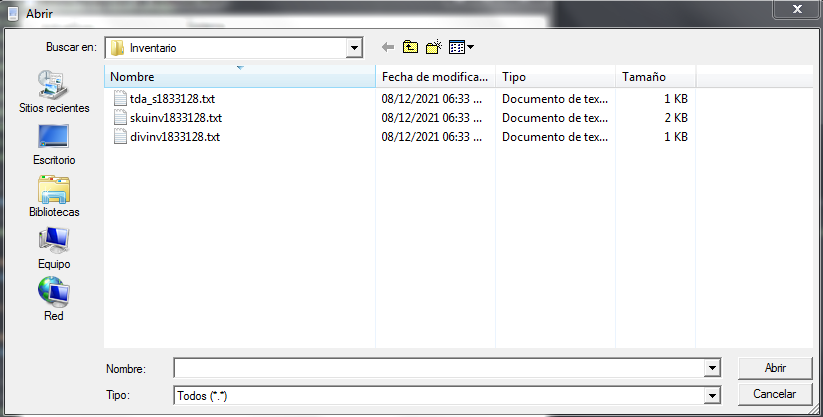 Abrir
Buscar en: Inventario
Nombre Fecha de modifica... Tipo Tamaño
tda_s1833128.txt 08/12/2021 06:33 ... Documento de tex... 1 KB
skuinv1833128.txt 08/12/2021 06:33 ... Documento de tex... 2 KB
divinv1833128.txt 08/12/2021 06:33 ... Documento de tex... 1 KB
Sitios recientes
Escritorio
Bibliotecas
Equipo
Red
Nombre: Abrir
Tipo: Todos (*.*) Cancelar